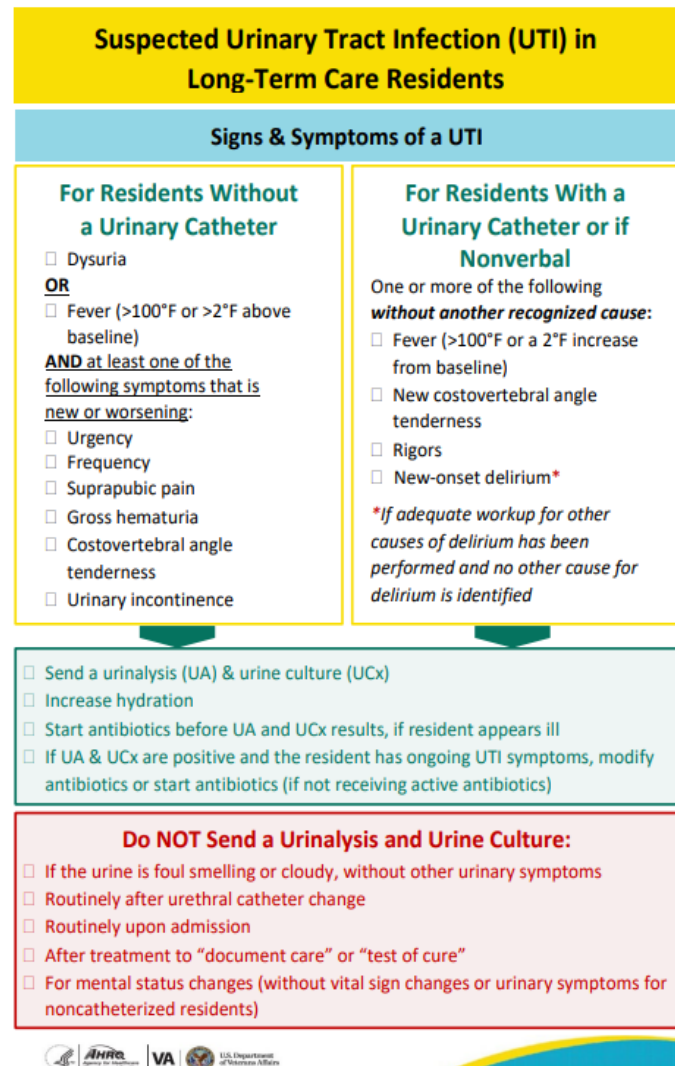 Suspected Urinary Tract Infection (UTI) in
Long-Term Care Residents
Signs & Symptoms of a UTI
For Residents Without
a Urinary Catheter
Dysuria
OR
Fever (>100°F or >2°F above
baseline)
AND at least one of the
following symptoms that is
new or worsening:
Urgency
Frequency
Suprapubic pain
Gross hematuria
Costovertebral angle
tenderness
Urinary incontinence
For Residents With a
Urinary Catheter or if
Nonverbal
One or more of the following
without another recognized cause:
Fever (>100°F or a 2°F increase
from baseline)
New costovertebral angle
tenderness
Rigors
New-onset delirium*
*If adequate workup for other
causes of delirium has been
performed and no other cause for
delirium is identified
Send a urinalysis (UA) & urine culture (UCx)
Increase hydration
Start antibiotics before UA and UCx results, if resident appears ill
If UA & UCx are positive and the resident has ongoing UTI symptoms, modify
antibiotics or start antibiotics (if not receiving active antibiotics)
Do NOT Send a Urinalysis and Urine Culture:
If the urine is foul smelling or cloudy, without other urinary symptoms
Routinely after urethral catheter change
Routinely upon admission
After treatment to “document care” or “test of cure”
For mental status changes (without vital sign changes or urinary symptoms for
noncatheterized residents)
AHRQ
VA
U.S. Department
of Veterans Affairs